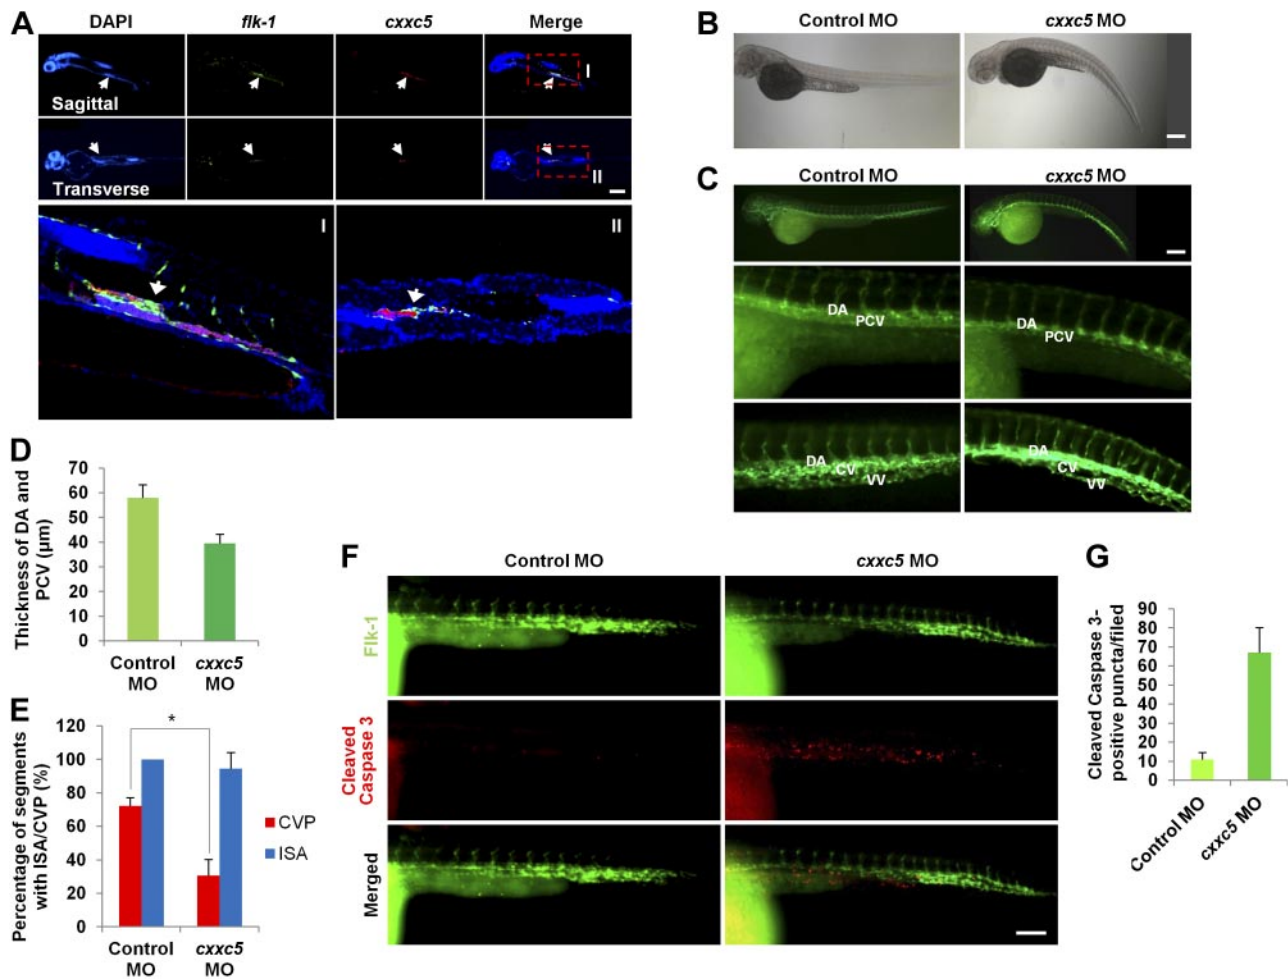 A
DAPI flk-1 cxxc5 Merge
Sagittal
I
Transverse
II
I
II
B
Control MO cxxc5 MO
C
Control MO cxxc5 MO
DA
PCV
DA
PCV
DA
CV
VV
DA
CV
VV
D
Thickness of DA and
PCV (µm)
70
60
50
40
30
20
10
0
Control
MO
cxxc5
MO
E
Percentage of segments
with ISA/CVP (%)
120
100
80
60
40
20
0
*
CVP
ISA
Control
MO
cxxc5
MO
F
Control MO cxxc5 MO
Flk-1
Cleaved
Caspase 3
Merged
G
Cleaved Caspase 3-
positive puncta/filed
90
80
70
60
50
40
30
20
10
0
Control MO
cxxc5 MO